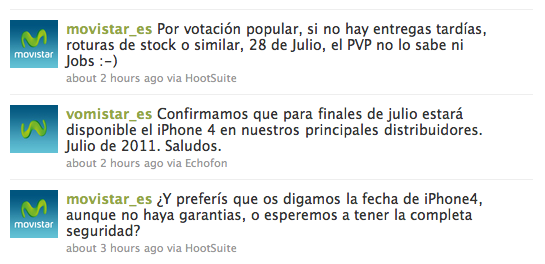 movistar_es Por votación popular, si no hay entregas tardías,
roturas de stock o similar, 28 de Julio, el PVP no lo sabe ni
Jobs :-)
movistar
about 2 hours ago via HootSuite
vomistar_es Confirmamos que para finales de julio estará
disponible el iPhone 4 en nuestros principales distribuidores.
Julio de 2011. Saludos.
about 2 hours ago via Echofon
movistar_es ¿Y preferís que os digamos la fecha de iPhone4,
aunque no haya garantias, o esperemos a tener la completa
seguridad?
movistar
about 3 hours ago via HootSuite